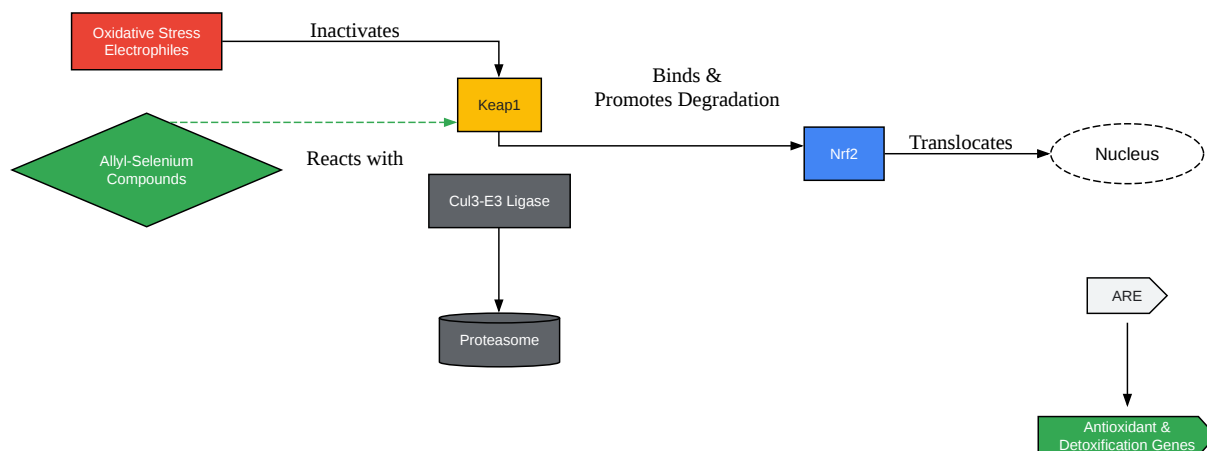 Oxidative Stress
Electrophiles
Inactivates
Binds &
Promotes Degradation
Keap1
Allyl-Selenium
Compounds
Reacts with
Nrf2
Translocates
Nucleus
Cul3-E3 Ligase
ARE
Proteasome
Antioxidant &
Detoxification Genes